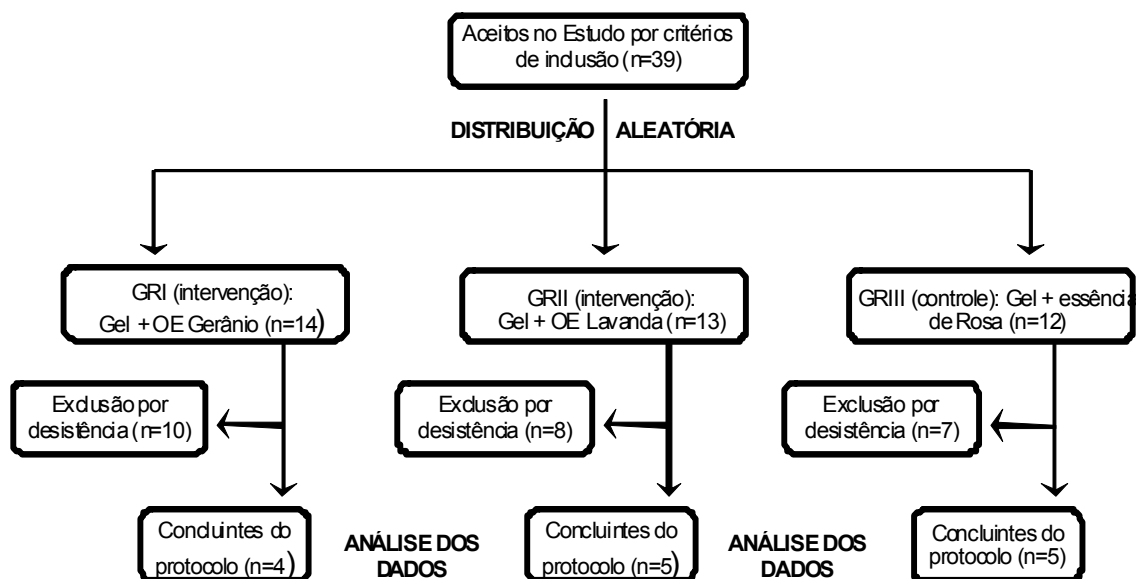 Aceitos no Estudo por critérios
de inclusão (n=39)
DISTRIBUIÇÃO ALEATÓRIA
GRI (intervenção):
Gel + OE Gerânio (n=14)
GRII (intervenção):
Gel + OE Lavanda (n=13)
GRIII (controle): Gel + essência
de Rosa (n=12)
Exclusão por
desistência (n=10)
Exclusão por
desistência (n=8)
Exclusão por
desistência (n=7)
Concluintes do
protocolo (n=4)
ANÁLISE DOS
DADOS
Concluintes do
protocolo (n=5)
ANÁLISE DOS
DADOS
Concluintes do
protocolo (n=5)